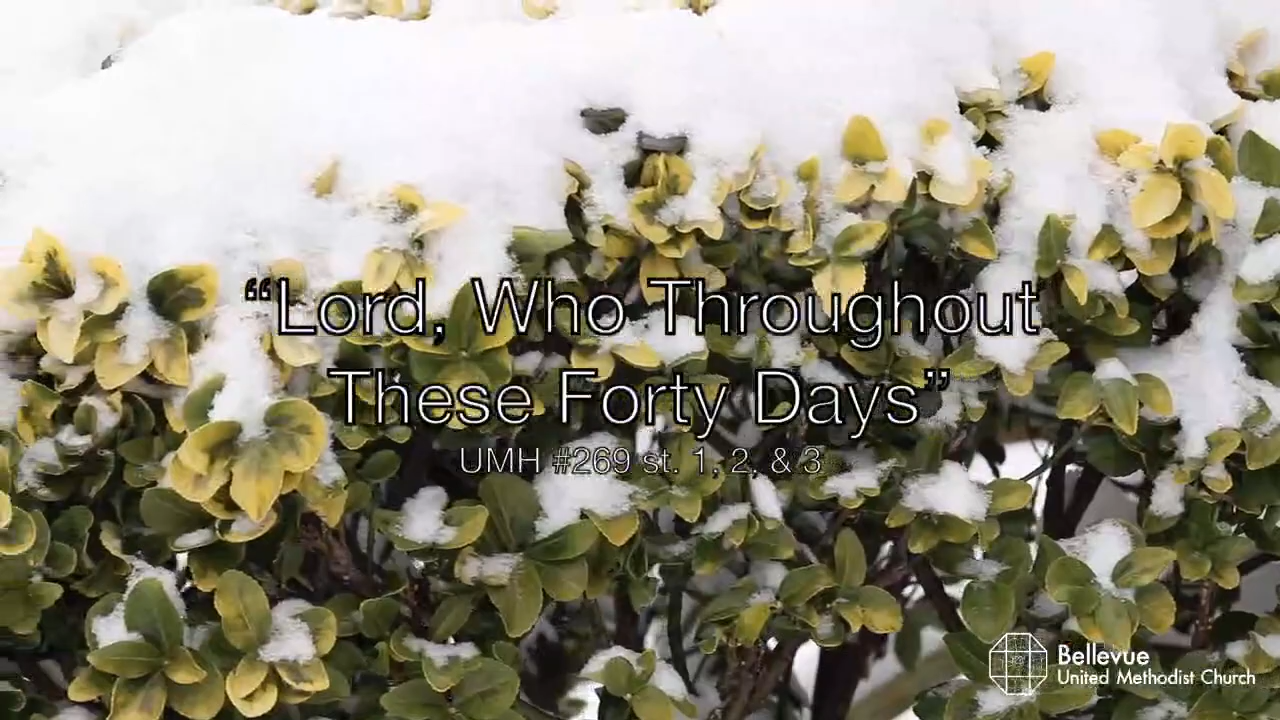 “Lord, Who Throughout
These Forty Days”
UMH #269 st. 1, 2, & 3
Bellevue
United Methodist Church